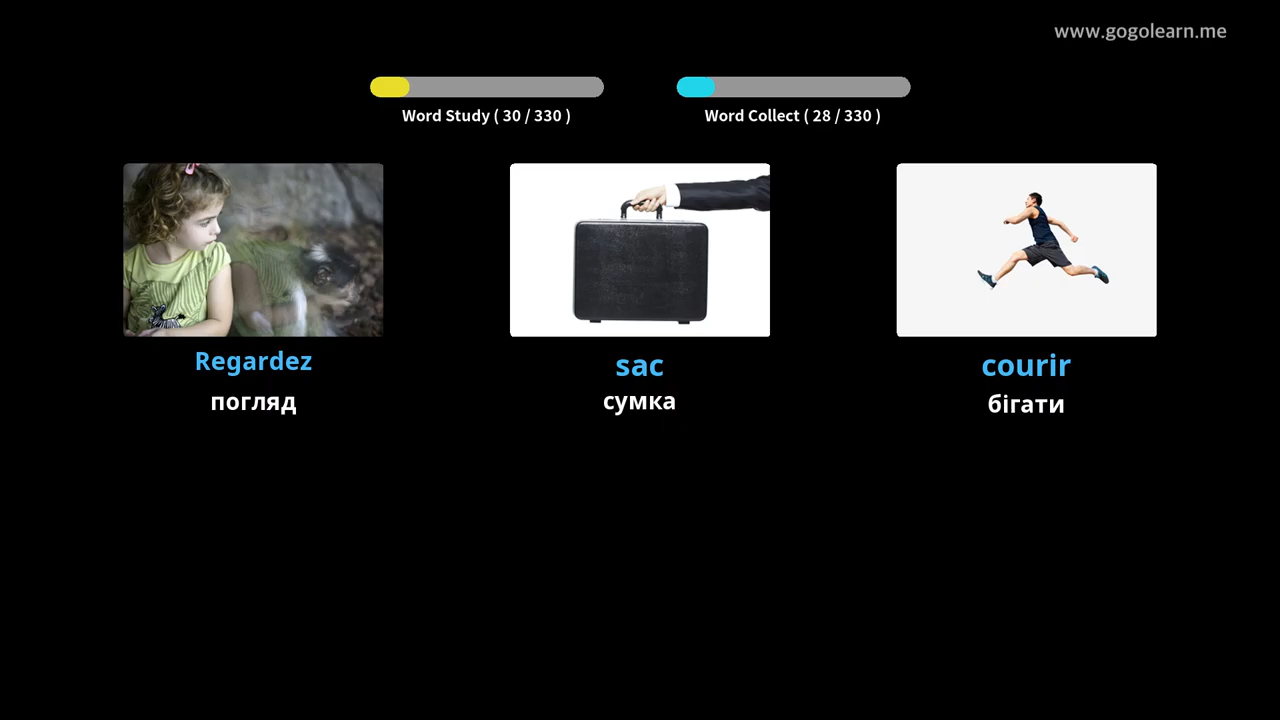 www.gogolearn.me
Word Study ( 30 / 330 )
Word Collect ( 28 / 330 )
Regardez
погляд
sac
сумка
courir
бігати